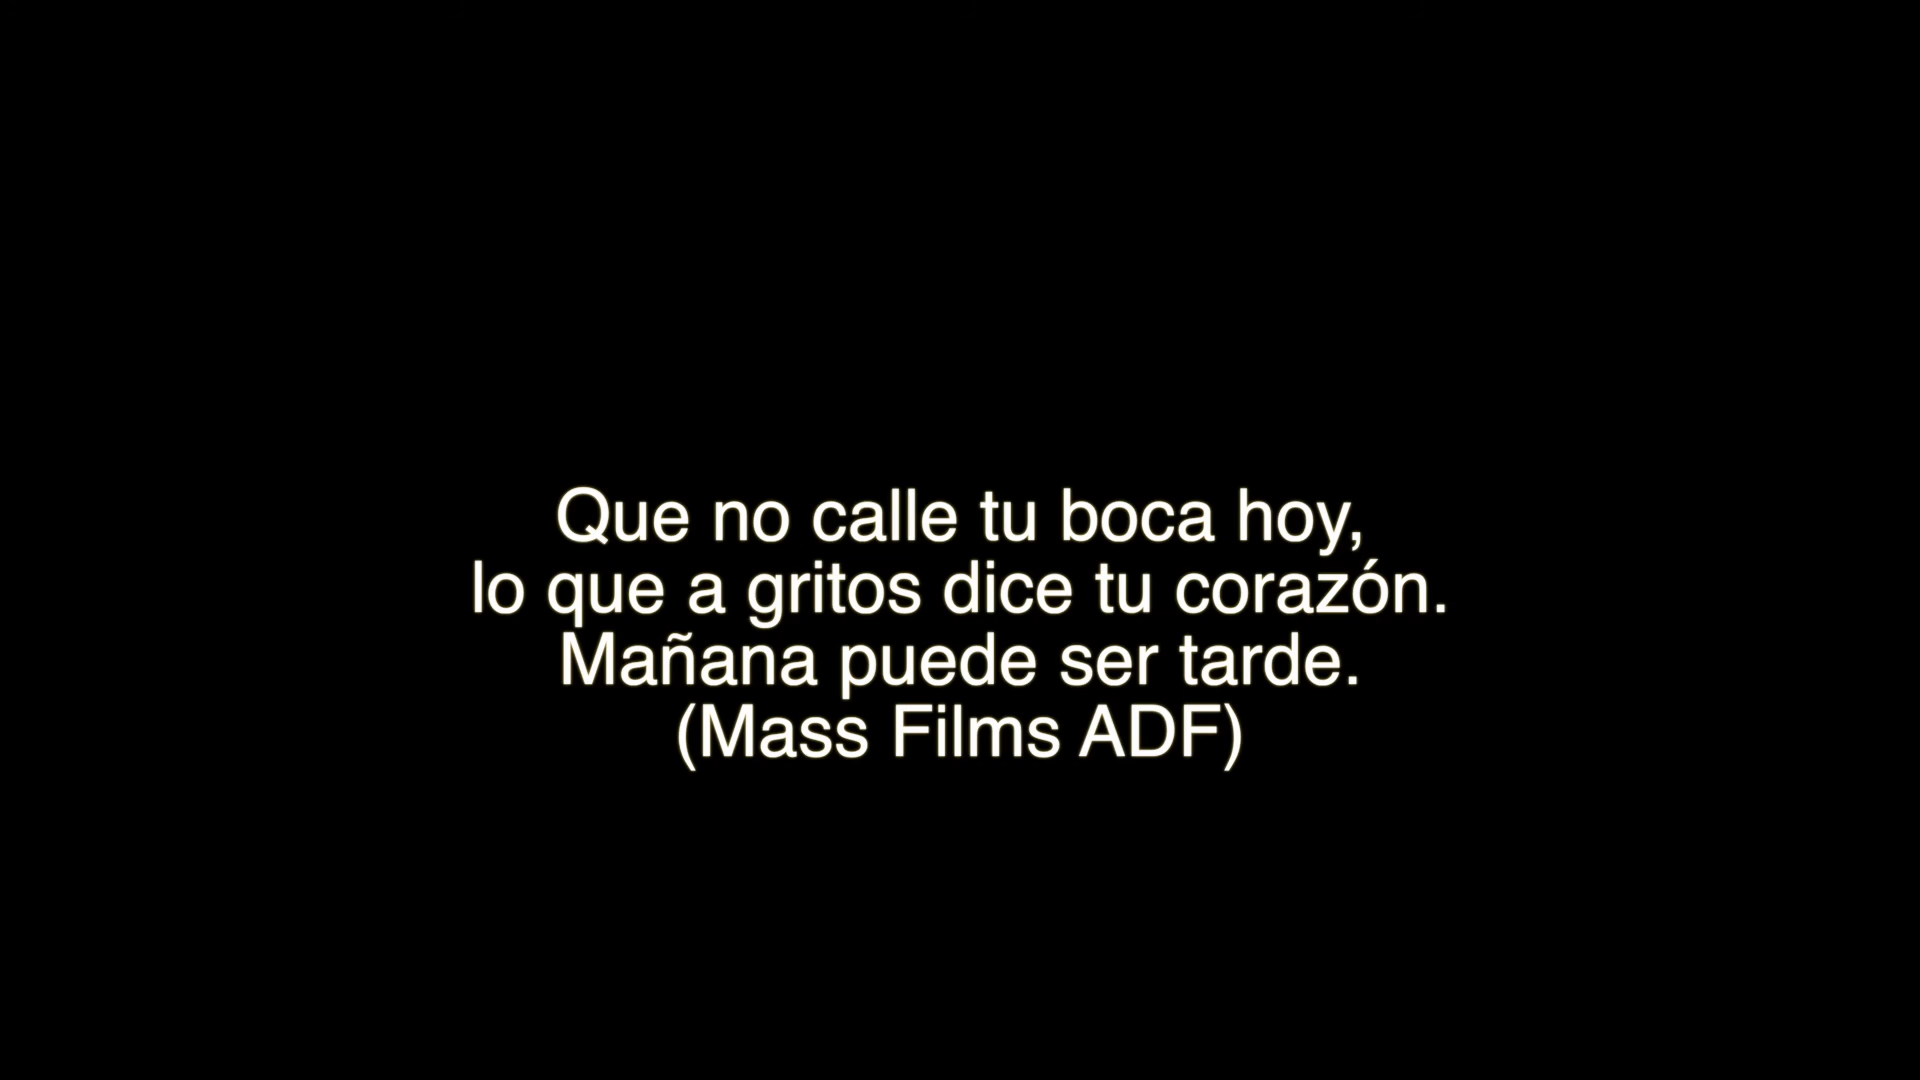 Que no calle tu boca hoy,
lo que a gritos dice tu corazón.
Mañana puede ser tarde.
(Mass Films ADF)